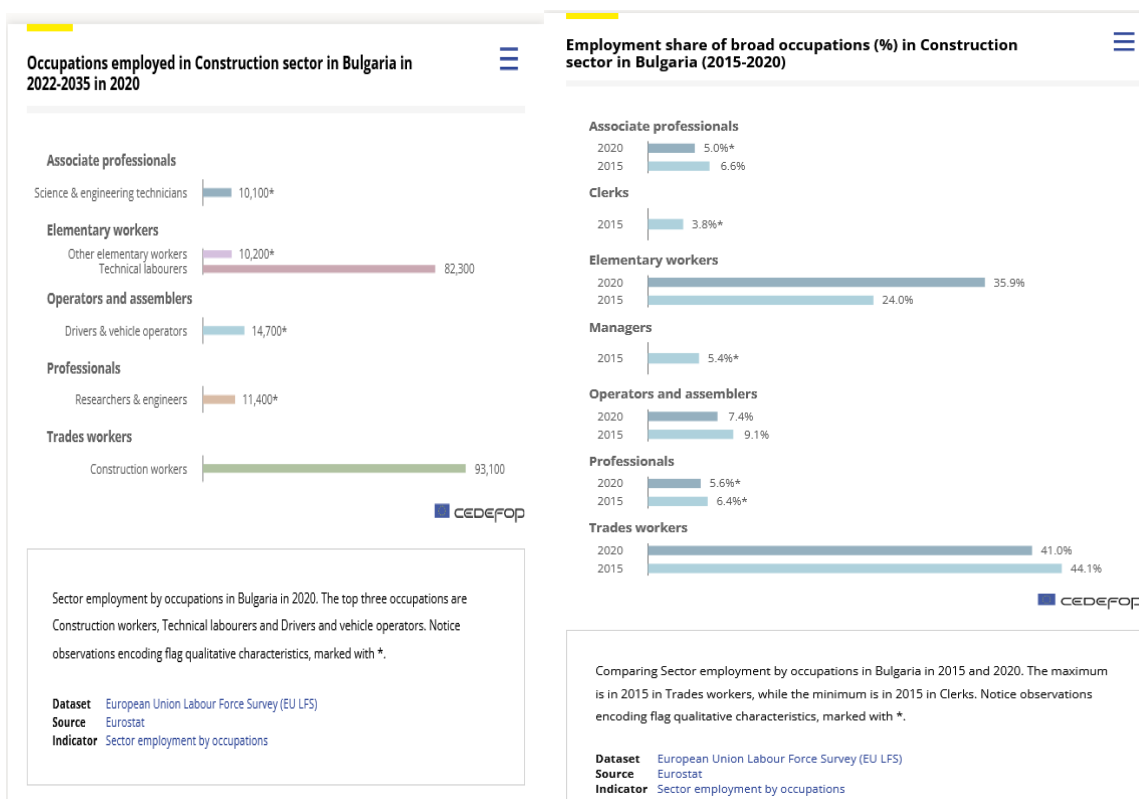 Occupations employed in Construction sector in Bulgaria in
2022-2035 in 2020
Associate professionals
Science & engineering technicians 10,100*
Elementary workers
Other elementary workers 10,200*
Technical labourers 82,300
Operators and assemblers
Drivers & vehicle operators 14,700*
Professionals
Researchers & engineers 11,400*
Trades workers
Construction workers 93,100
CEDEFOP
Sector employment by occupations in Bulgaria in 2020. The top three occupations are
Construction workers, Technical labourers and Drivers and vehicle operators. Notice
observations encoding flag qualitative characteristics, marked with *.
Dataset European Union Labour Force Survey (EU LFS)
Source Eurostat
Indicator Sector employment by occupations
Employment share of broad occupations (%) in Construction
sector in Bulgaria (2015-2020)
Associate professionals
2020 5.0%*
2015 6.6%
Clerks
2015 3.8%*
Elementary workers
2020 35.9%
2015 24.0%
Managers
2015 5.4%*
Operators and assemblers
2020 7.4%
2015 9.1%
Professionals
2020 5.6%*
2015 6.4%*
Trades workers
2020 41.0%
2015 44.1%
CEDEFOP
Comparing Sector employment by occupations in Bulgaria in 2015 and 2020. The maximum
is in 2015 in Trades workers, while the minimum is in 2015 in Clerks. Notice observations
encoding flag qualitative characteristics, marked with *.
Dataset European Union Labour Force Survey (EU LFS)
Source Eurostat
Indicator Sector employment by occupations